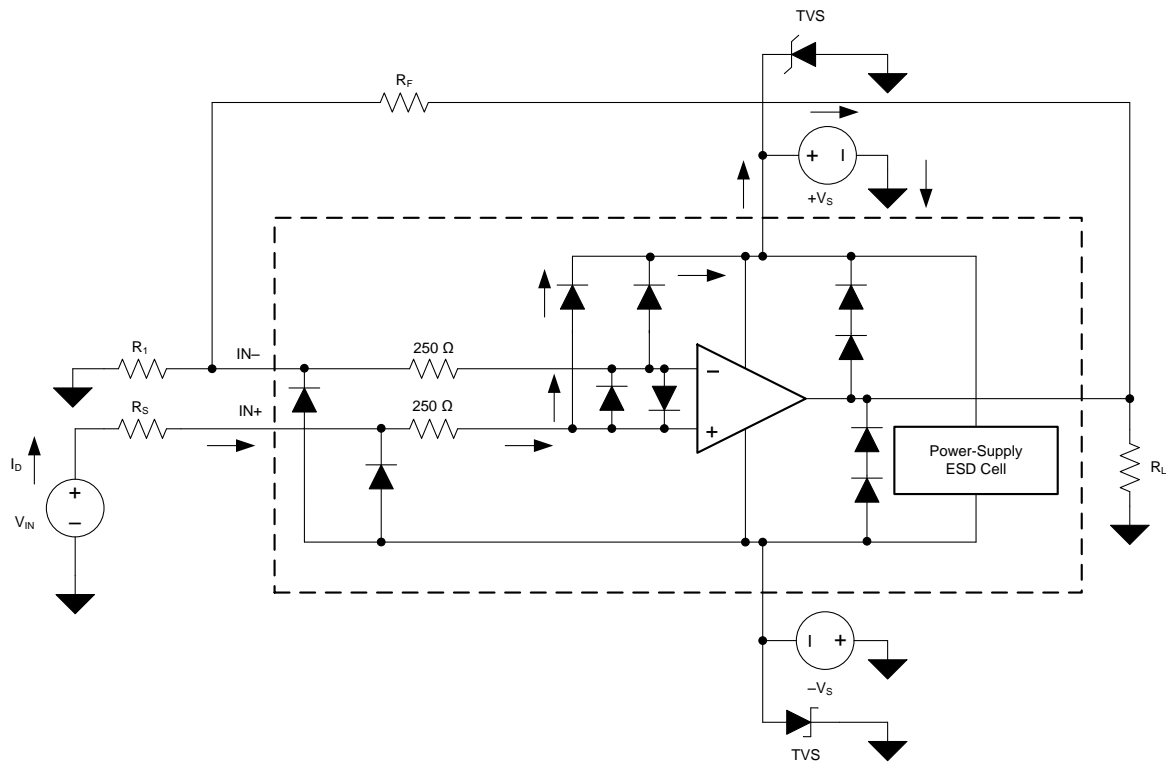 TVS
R_F
+ –
+V_S
R_1
IN–
250 Ω
R_S
IN+
250 Ω
–
+
I_D
+
–
V_IN
Power-Supply
ESD Cell
R_L
– +
–V_S
TVS